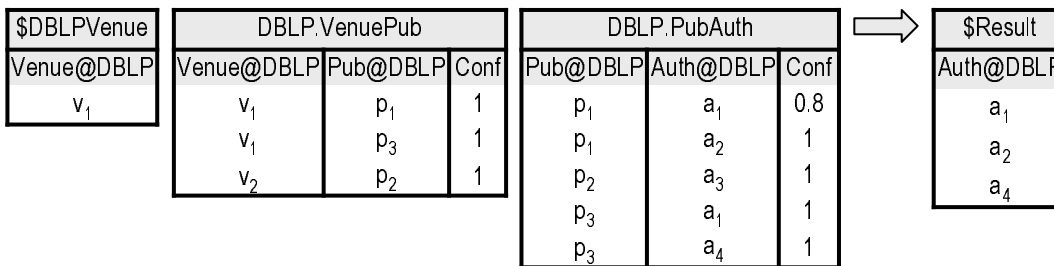 $DBLPVenue
Venue@DBLP
v1
DBLP.VenuePub
Venue@DBLP Pub@DBLP Conf
v1 p1 1
v1 p3 1
v2 p2 1
DBLP.PubAuth
Pub@DBLP Auth@DBLP Conf
p1 a1 0.8
p1 a2 1
p2 a3 1
p3 a1 1
p3 a4 1
$Result
Auth@DBLP
a1
a2
a4